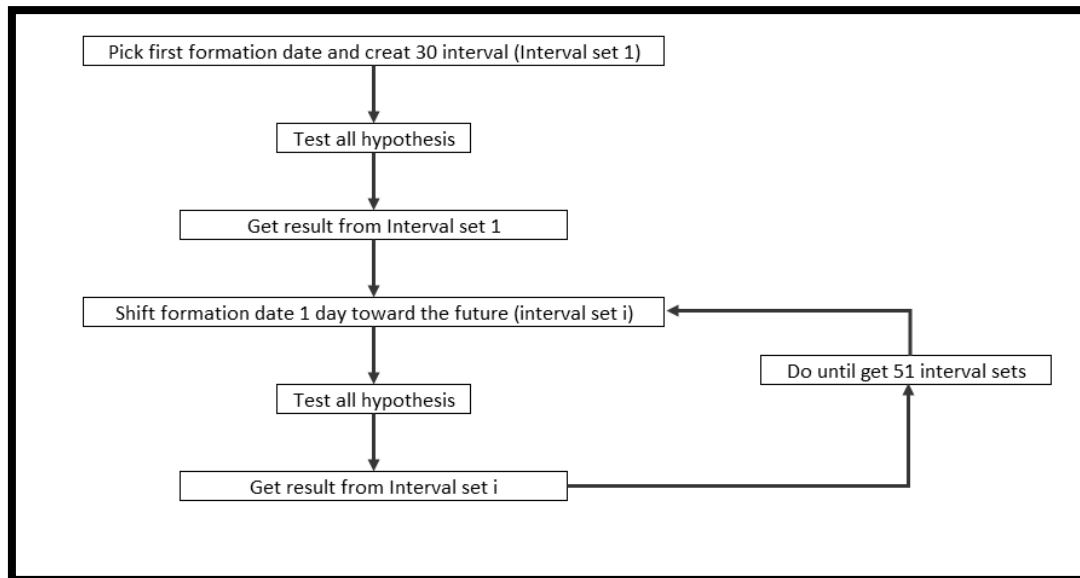 Pick first formation date and creat 30 interval (Interval set 1)
Test all hypothesis
Get result from Interval set 1
Shift formation date 1 day toward the future (interval set i)
Do until get 51 interval sets
Test all hypothesis
Get result from Interval set i